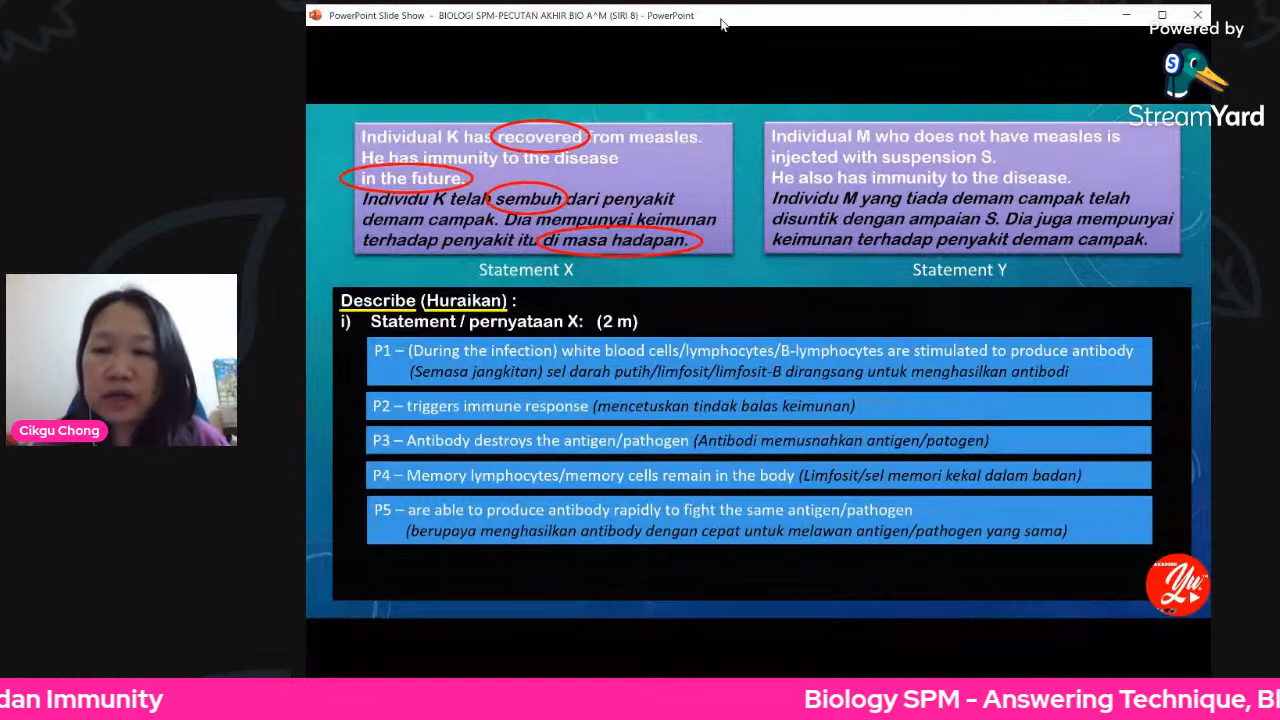 PowerPoint Slide Show - BIOLOGI SPM-PECUTAN AKHIR BIO A^M (SIRI 8) - PowerPoint
Powered by
S
StreamYard
Individual K has recovered from measles.
He has immunity to the disease
in the future.
Individu K telah sembuh dari penyakit
demam campak. Dia mempunyai keimunan
terhadap penyakit itu di masa hadapan.
Statement X
Individual M who does not have measles is
injected with suspension S.
He also has immunity to the disease.
Individu M yang tiada demam campak telah
disuntik dengan ampaian S. Dia juga mempunyai
keimunan terhadap penyakit demam campak.
Statement Y
Describe (Huraikan) :
i) Statement / pernyataan X: (2 m)
P1 – (During the infection) white blood cells/lymphocytes/B-lymphocytes are stimulated to produce antibody
(Semasa jangkitan) sel darah putih/limfosit/limfosit-B dirangsang untuk menghasilkan antibodi
P2 – triggers immune response (mencetuskan tindak balas keimunan)
P3 – Antibody destroys the antigen/pathogen (Antibodi memusnahkan antigen/patogen)
P4 – Memory lymphocytes/memory cells remain in the body (Limfosit/sel memori kekal dalam badan)
P5 – are able to produce antibody rapidly to fight the same antigen/pathogen
(berupaya menghasilkan antibody dengan cepat untuk melawan antigen/pathogen yang sama)
Cikgu Chong
AKADEMI
Yu
dan Immunity
Biology SPM - Answering Technique, Bl